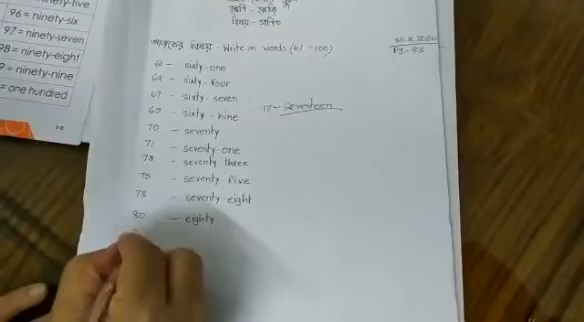 96 = ninety-six
97 = ninety-seven
98 = ninety-eight
= ninety-nine
= one hundred
শ্রেণি - কেজি
বিষয় - গণিত
আজকের বিষয় - Write in words (61 - 100)
61 - sixty-one
64 - sixty-four
67 - sixty-seven
69 - sixty-nine
17 - seventeen
70 - seventy
71 - seventy-one
73 - seventy three
75 - seventy-five
78 - seventy eight
80 - eighty